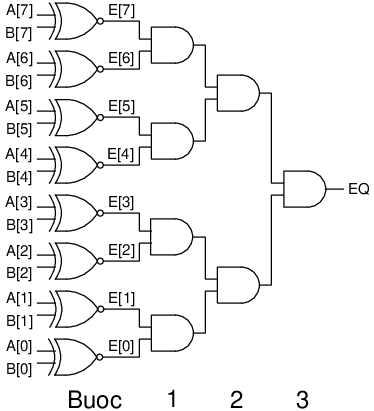 A[7] E[7]
B[7]
A[6] E[6]
B[6]
A[5] E[5]
B[5]
A[4] E[4]
B[4]
EQ
A[3] E[3]
B[3]
A[2] E[2]
B[2]
A[1] E[1]
B[1]
A[0] E[0]
B[0]
Buoc 1 2 3